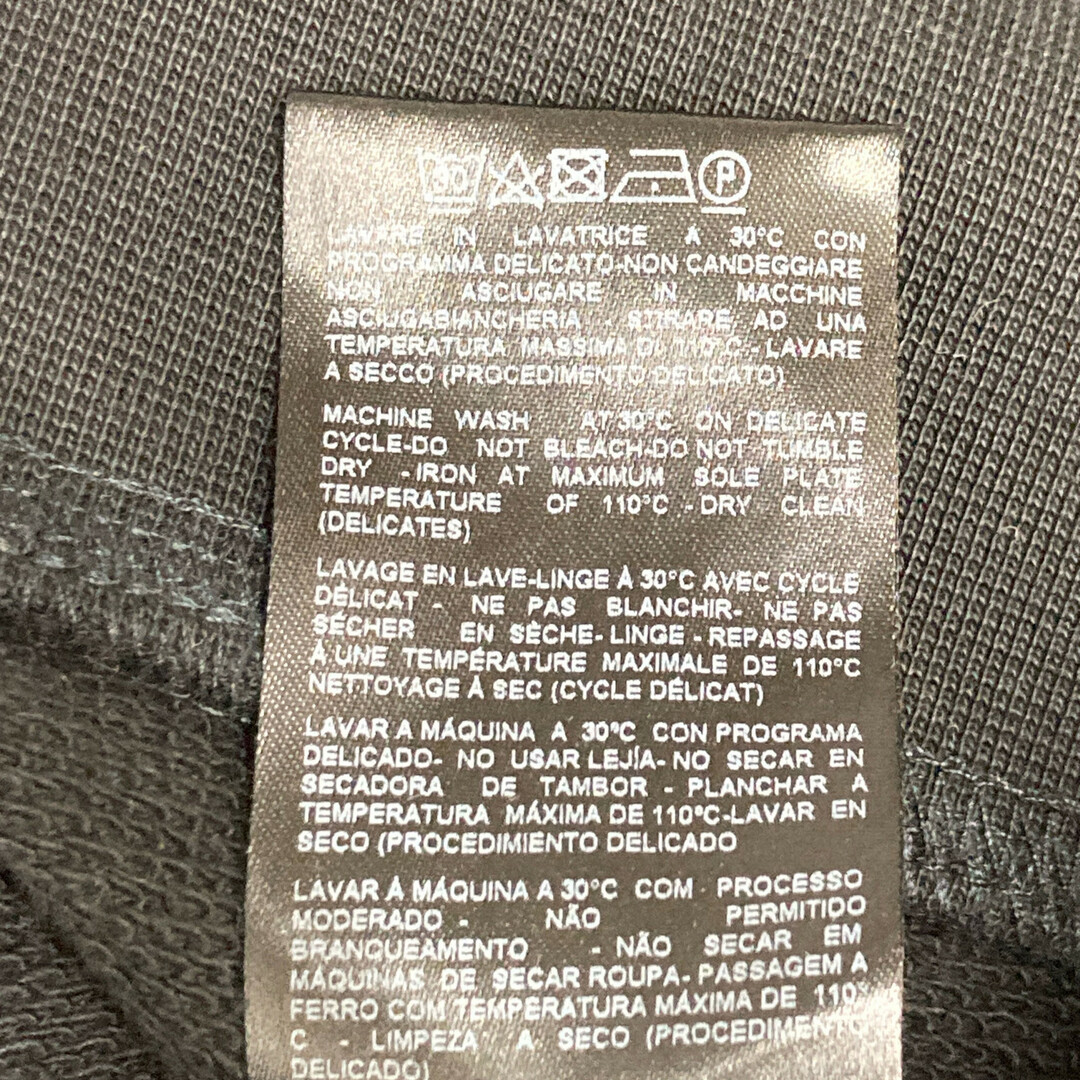 30 P
LAVARE IN LAVATRICE A 30°C CON
PROGRAMMA DELICATO-NON CANDEGGIARE
NON ASCIUGARE IN MACCHINE
ASCIUGABIANCHERIA - STIRARE AD UNA
TEMPERATURA MASSIMA DI 110°C - LAVARE
A SECCO (PROCEDIMENTO DELICATO)
MACHINE WASH AT 30°C ON DELICATE
CYCLE-DO NOT BLEACH-DO NOT TUMBLE
DRY -IRON AT MAXIMUM SOLE PLATE
TEMPERATURE OF 110°C -DRY CLEAN
(DELICATES)
LAVAGE EN LAVE-LINGE À 30°C AVEC CYCLE
DÉLICAT - NE PAS BLANCHIR- NE PAS
SÉCHER EN SÈCHE- LINGE - REPASSAGE
À UNE TEMPÉRATURE MAXIMALE DE 110°C
NETTOYAGE À SEC (CYCLE DÉLICAT)
LAVAR A MÁQUINA A 30°C CON PROGRAMA
DELICADO- NO USAR LEJÍA- NO SECAR EN
SECADORA DE TAMBOR - PLANCHAR A
TEMPERATURA MÁXIMA DE 110°C-LAVAR EN
SECO (PROCEDIMIENTO DELICADO
LAVAR À MÁQUINA A 30°C COM - PROCESSO
MODERADO - NÃO PERMITIDO
BRANQUEAMENTO - NÃO SECAR EM
MÁQUINAS DE SECAR ROUPA- PASSAGEM A
FERRO COM TEMPERATURA MÁXIMA DE 110°
C - LIMPEZA A SECO (PROCEDIMENTO
DELICADO)